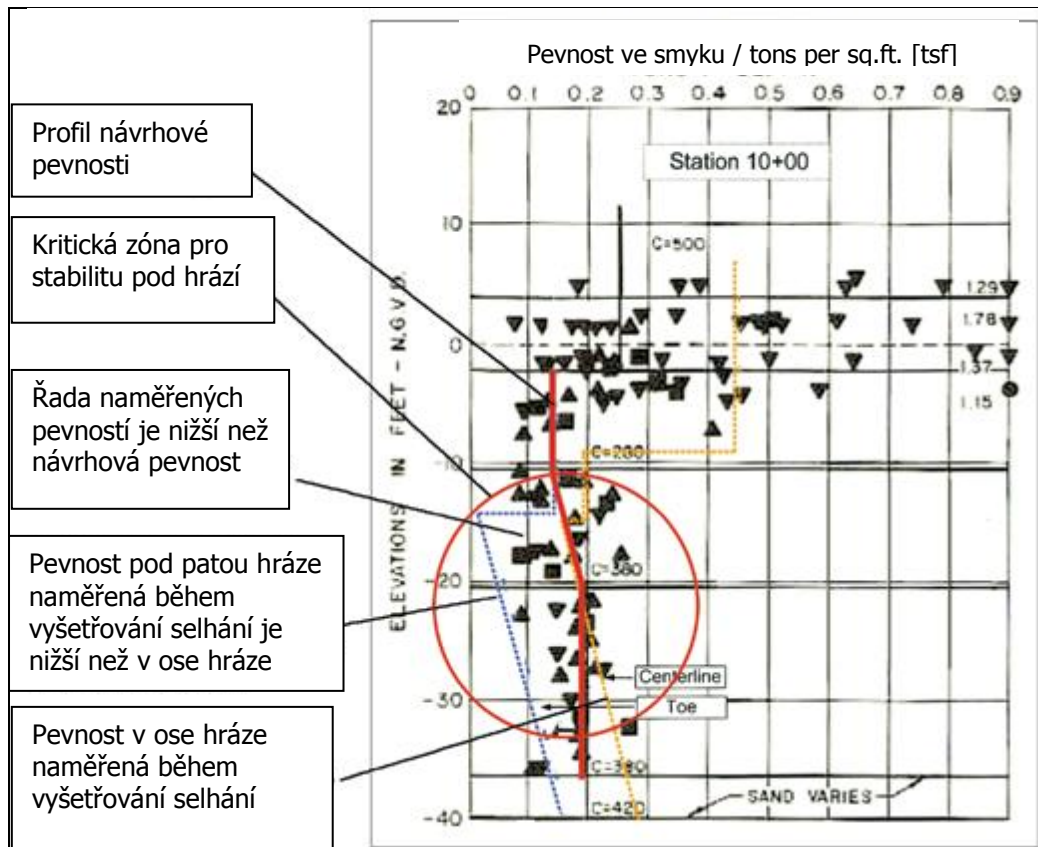 Pevnost ve smyku / tons per sq.ft. [tsf]
0 0.1 0.2 0.3 0.4 0.5 0.6 0.7 0.8 0.9
20
Station 10+00
10
C=500
1.29
1.78
0
1.37
1.15
C=280
-10
C=380
-20
Centerline
-30
Toe
C=380
SAND VARIES
-40
C=420
ELEVATIONS IN FEET - N.G.V.D.
Profil návrhové
pevnosti
Kritická zóna pro
stabilitu pod hrází
Řada naměřených
pevností je nižší než
návrhová pevnost
Pevnost pod patou hráze
naměřená během
vyšetřování selhání je
nižší než v ose hráze
Pevnost v ose hráze
naměřená během
vyšetřování selhání